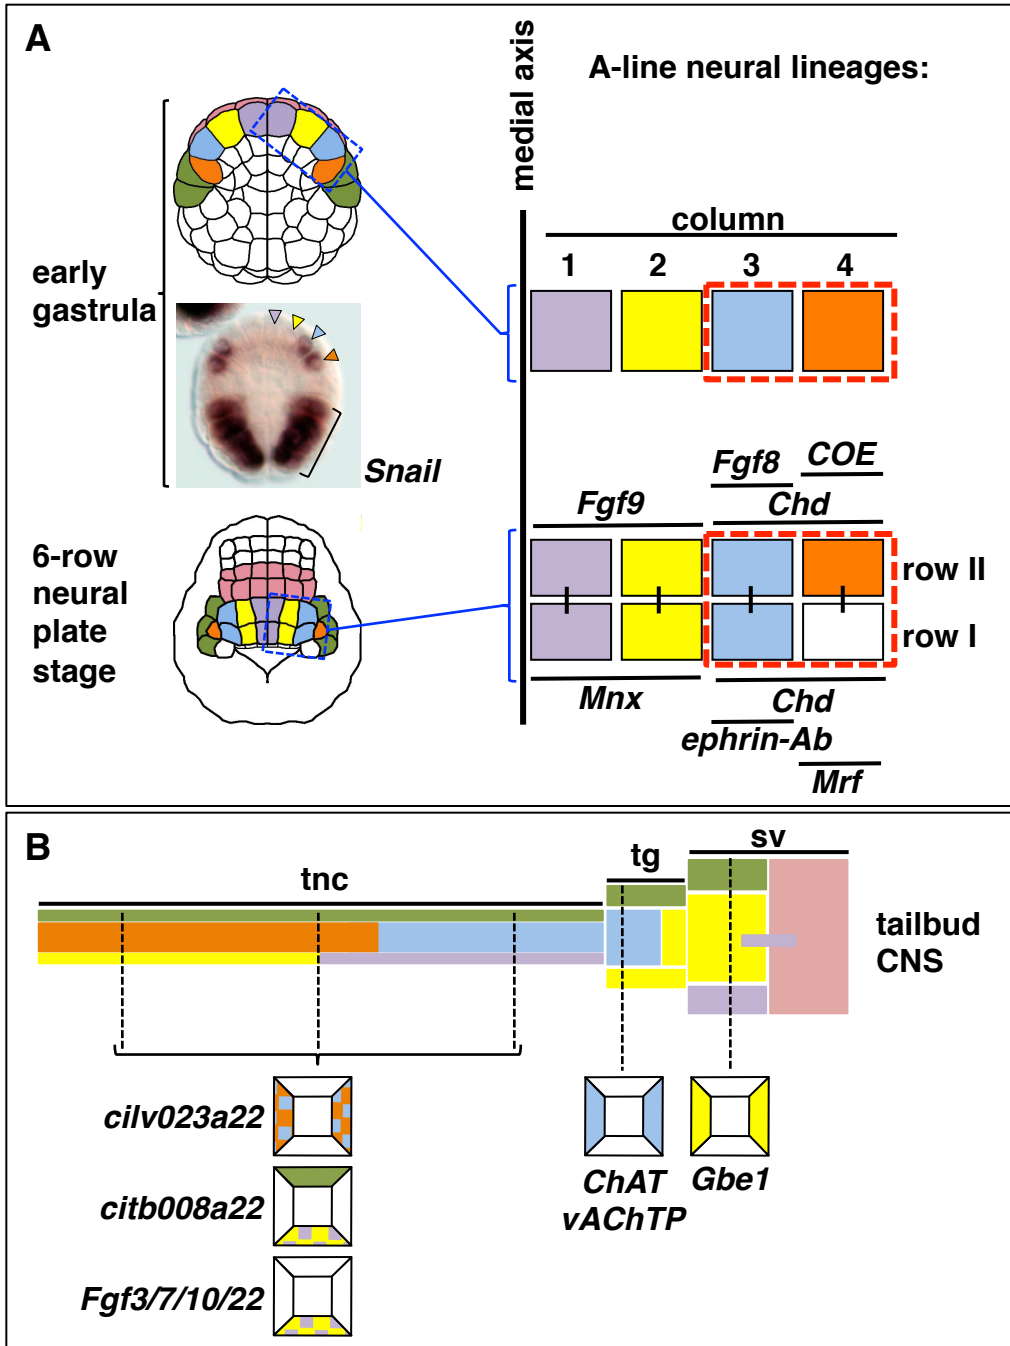 A
medial axis
A-line neural lineages:
column
1 2 3 4
early
gastrula
Snail
Fgf8 COE
Fgf9 Chd
6-row
neural
plate
stage
row II
row I
Mnx Chd
ephrin-Ab
Mrf
B
tnc tg sv
tailbud
CNS
cilv023a22
citb008a22
Fgf3/7/10/22
ChAT
vAChTP
Gbe1